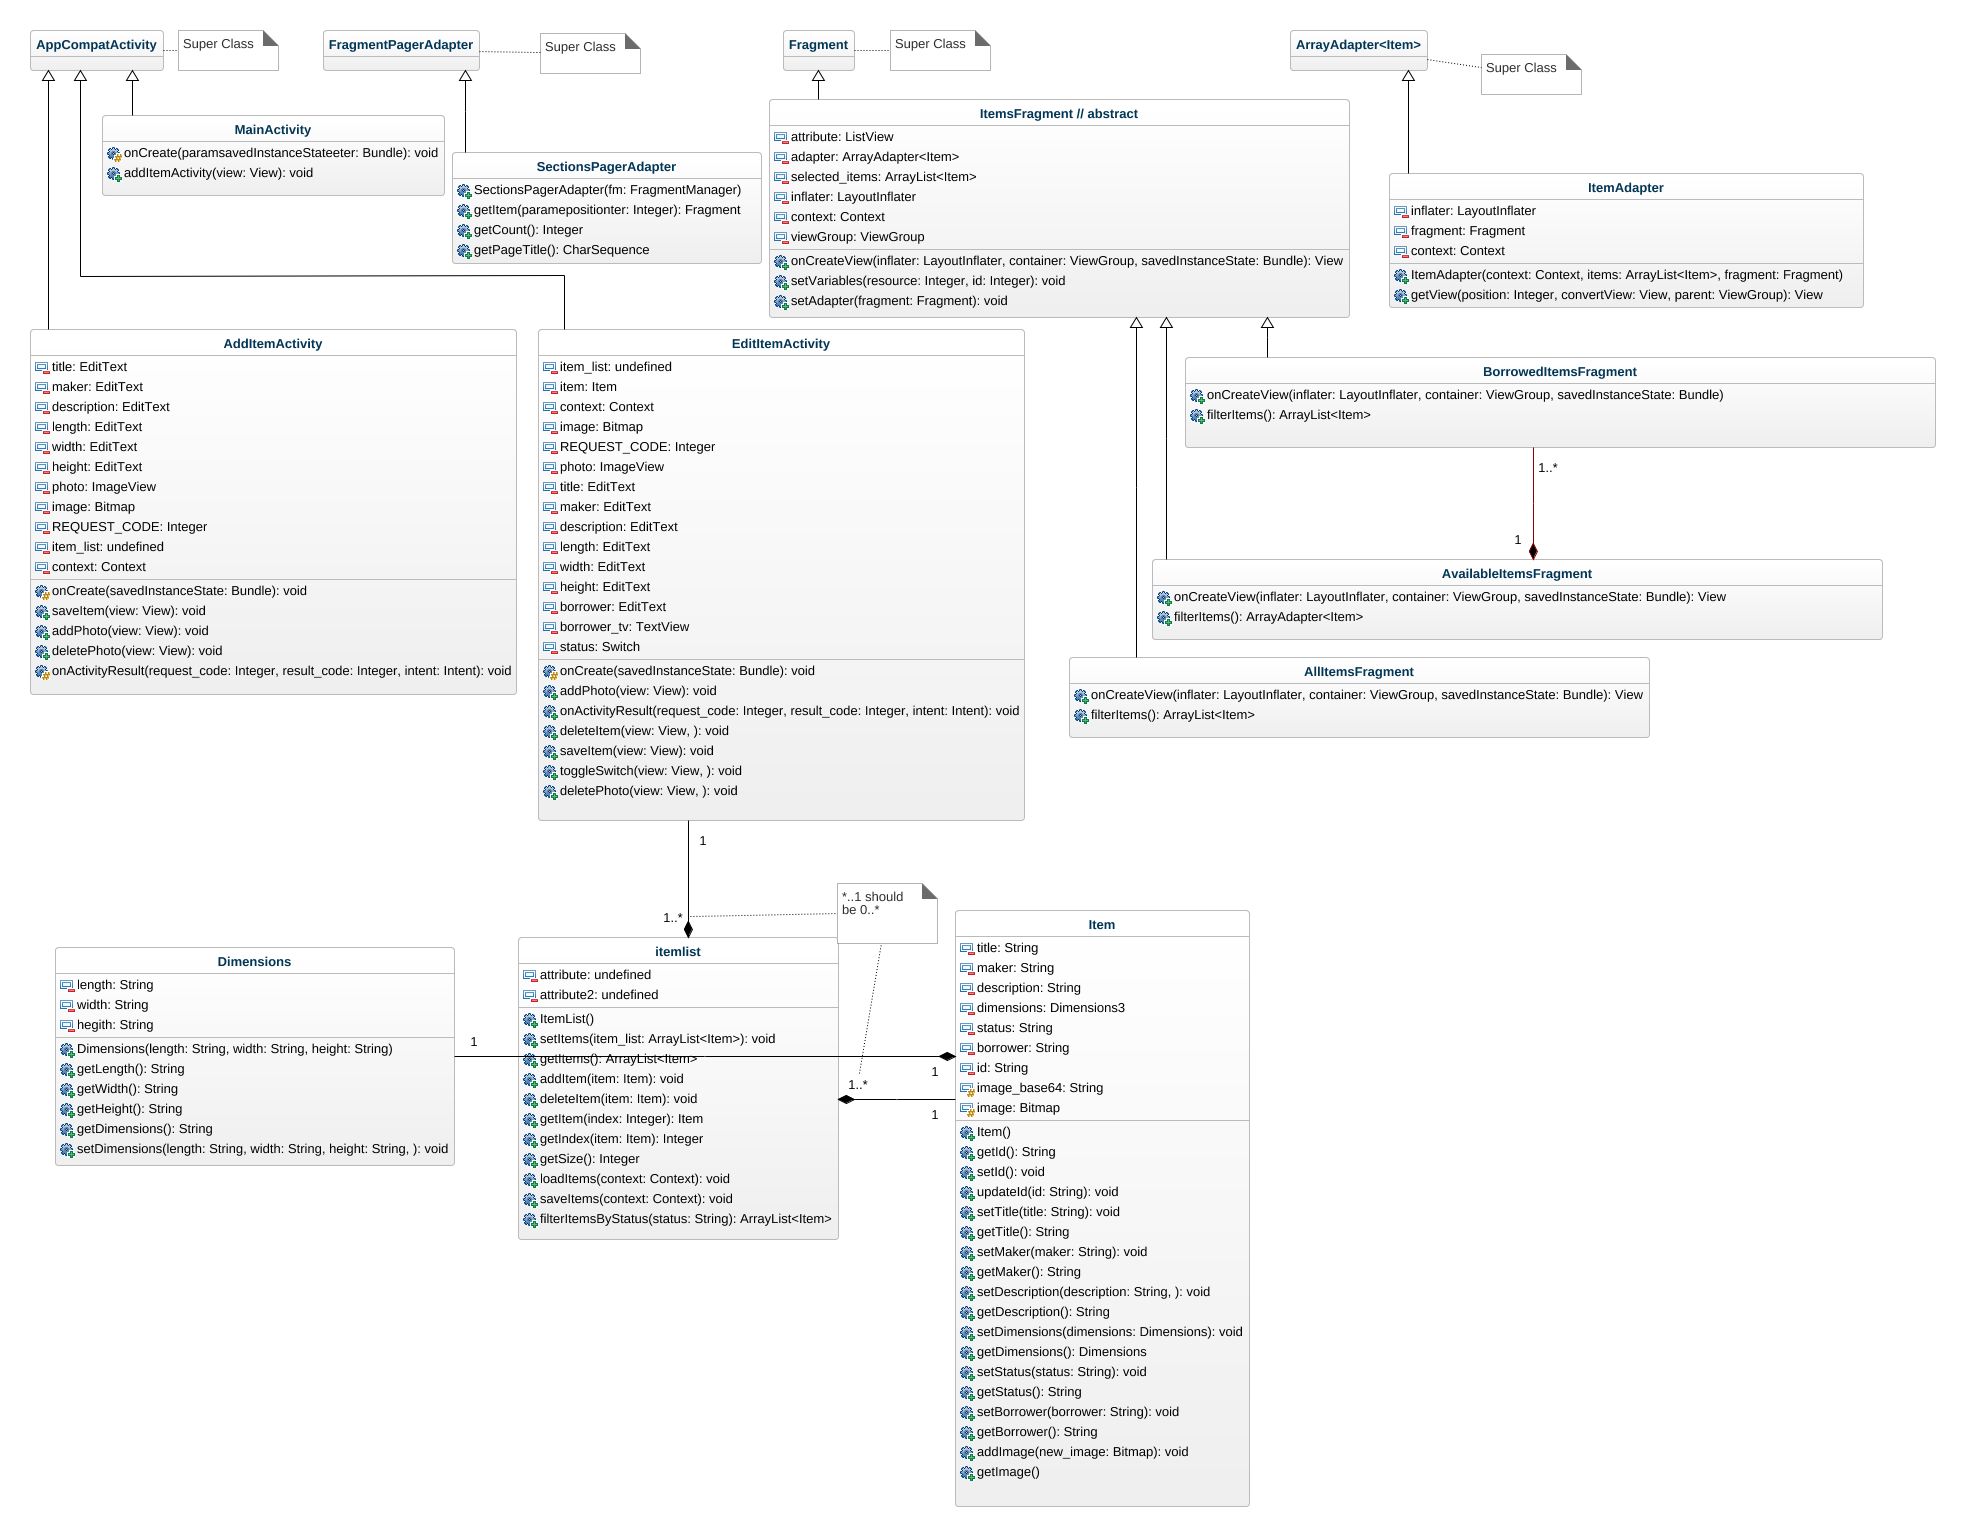 AppCompatActivity
Super Class
FragmentPagerAdapter
Super Class
Fragment
Super Class
ArrayAdapter<Item>
Super Class
MainActivity
onCreate(paramsavedInstanceStateeter: Bundle): void
addItemActivity(view: View): void
SectionsPagerAdapter
SectionsPagerAdapter(fm: FragmentManager)
getItem(paramepositionter: Integer): Fragment
getCount(): Integer
getPageTitle(): CharSequence
ItemsFragment // abstract
attribute: ListView
adapter: ArrayAdapter<Item>
selected_items: ArrayList<Item>
inflater: LayoutInflater
context: Context
viewGroup: ViewGroup
onCreateView(inflater: LayoutInflater, container: ViewGroup, savedInstanceState: Bundle): View
setVariables(resource: Integer, id: Integer): void
setAdapter(fragment: Fragment): void
ItemAdapter
inflater: LayoutInflater
fragment: Fragment
context: Context
ItemAdapter(context: Context, items: ArrayList<Item>, fragment: Fragment)
getView(position: Integer, convertView: View, parent: ViewGroup): View
AddItemActivity
title: EditText
maker: EditText
description: EditText
length: EditText
width: EditText
height: EditText
photo: ImageView
image: Bitmap
REQUEST_CODE: Integer
item_list: undefined
context: Context
onCreate(savedInstanceState: Bundle): void
saveItem(view: View): void
addPhoto(view: View): void
deletePhoto(view: View): void
onActivityResult(request_code: Integer, result_code: Integer, intent: Intent): void
EditItemActivity
item_list: undefined
item: Item
context: Context
image: Bitmap
REQUEST_CODE: Integer
photo: ImageView
title: EditText
maker: EditText
description: EditText
length: EditText
width: EditText
height: EditText
borrower: EditText
borrower_tv: TextView
status: Switch
onCreate(savedInstanceState: Bundle): void
addPhoto(view: View): void
onActivityResult(request_code: Integer, result_code: Integer, intent: Intent): void
deleteItem(view: View, ): void
saveItem(view: View): void
toggleSwitch(view: View, ): void
deletePhoto(view: View, ): void
BorrowedItemsFragment
onCreateView(inflater: LayoutInflater, container: ViewGroup, savedInstanceState: Bundle)
filterItems(): ArrayList<Item>
1..*
1
AvailableItemsFragment
onCreateView(inflater: LayoutInflater, container: ViewGroup, savedInstanceState: Bundle): View
filterItems(): ArrayAdapter<Item>
AllItemsFragment
onCreateView(inflater: LayoutInflater, container: ViewGroup, savedInstanceState: Bundle): View
filterItems(): ArrayList<Item>
1
1..*
*..1 should
be 0..*
Dimensions
length: String
width: String
hegith: String
Dimensions(length: String, width: String, height: String)
getLength(): String
getWidth(): String
getHeight(): String
getDimensions(): String
setDimensions(length: String, width: String, height: String, ): void
1
1
itemlist
attribute: undefined
attribute2: undefined
ItemList()
setItems(item_list: ArrayList<Item>): void
getItems(): ArrayList<Item>
addItem(item: Item): void
deleteItem(item: Item): void
getItem(index: Integer): Item
getIndex(item: Item): Integer
getSize(): Integer
loadItems(context: Context): void
saveItems(context: Context): void
filterItemsByStatus(status: String): ArrayList<Item>
1..*
1
Item
title: String
maker: String
description: String
dimensions: Dimensions3
status: String
borrower: String
id: String
image_base64: String
image: Bitmap
Item()
getId(): String
setId(): void
updateId(id: String): void
setTitle(title: String): void
getTitle(): String
setMaker(maker: String): void
getMaker(): String
setDescription(description: String, ): void
getDescription(): String
setDimensions(dimensions: Dimensions): void
getDimensions(): Dimensions
setStatus(status: String): void
getStatus(): String
setBorrower(borrower: String): void
getBorrower(): String
addImage(new_image: Bitmap): void
getImage()